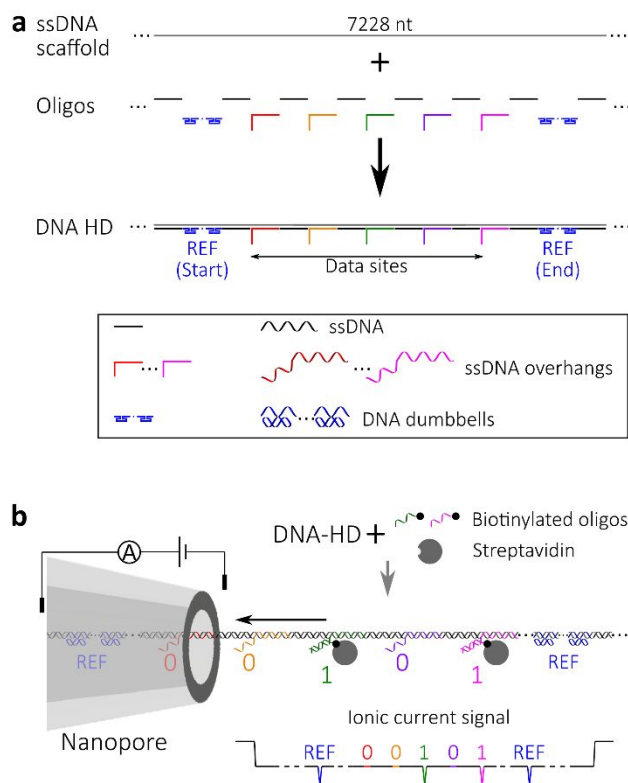 a
ssDNA
scaffold
...
7228 nt
...
+
Oligos
...
...
DNA HD
...
...
REF
(Start)
Data sites
REF
(End)
ssDNA
...
...
ssDNA overhangs
...
DNA dumbbells
b
A
DNA-HD +
Biotinylated oligos
Streptavidin
REF
0
0
1
0
1
REF
Nanopore
Ionic current signal
REF 0 0 1 0 1 REF